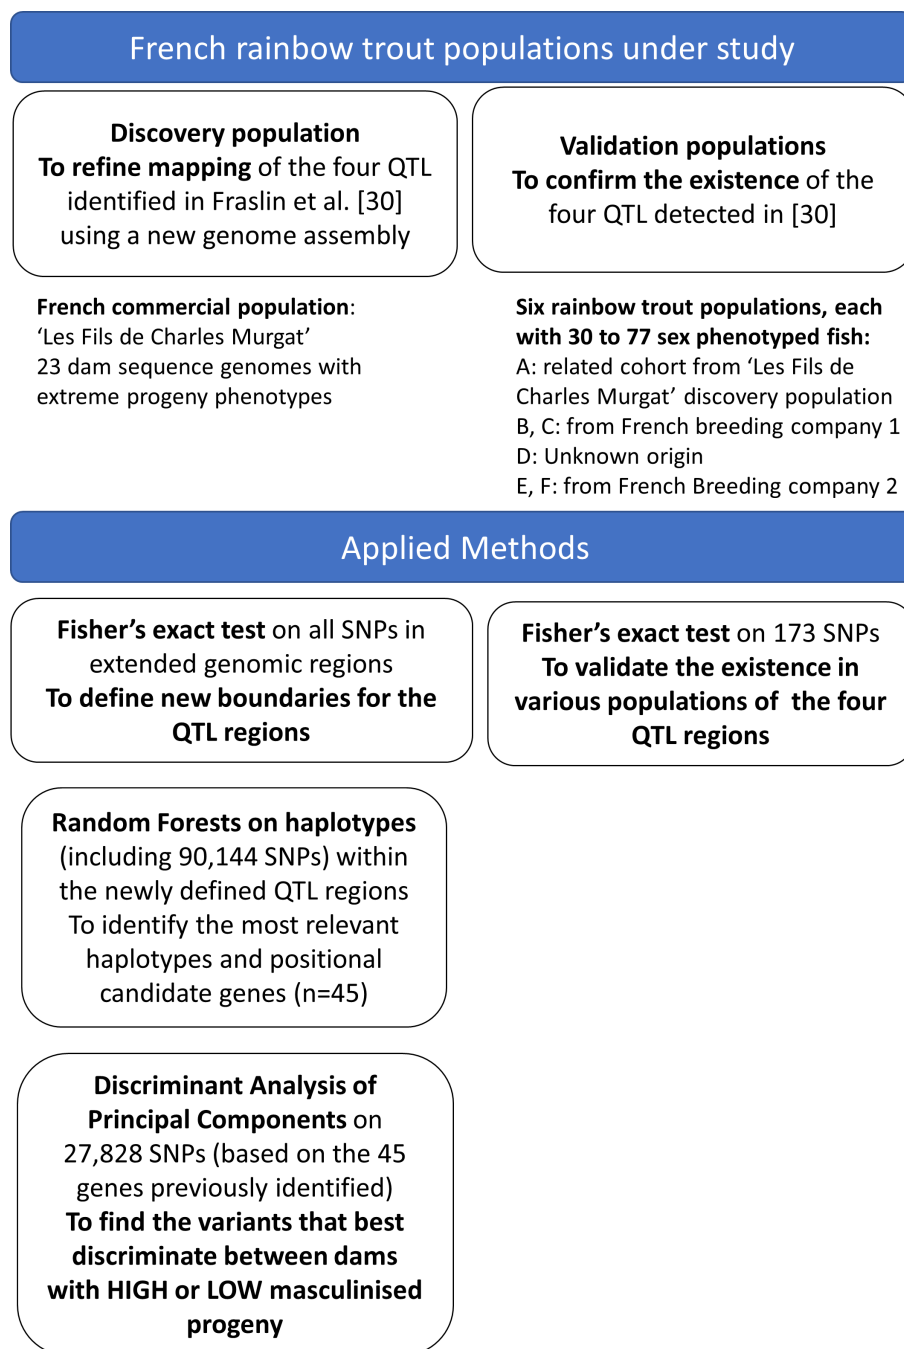 French rainbow trout populations under study
Discovery population
To refine mapping of the four QTL
identified in Fraslin et al. [30]
using a new genome assembly
Validation populations
To confirm the existence of the
four QTL detected in [30]
French commercial population:
‘Les Fils de Charles Murgat’
23 dam sequence genomes with
extreme progeny phenotypes
Six rainbow trout populations, each
with 30 to 77 sex phenotyped fish:
A: related cohort from ‘Les Fils de
Charles Murgat’ discovery population
B, C: from French breeding company 1
D: Unknown origin
E, F: from French Breeding company 2
Applied Methods
Fisher’s exact test on all SNPs in
extended genomic regions
To define new boundaries for the
QTL regions
Fisher’s exact test on 173 SNPs
To validate the existence in
various populations of the four
QTL regions
Random Forests on haplotypes
(including 90,144 SNPs) within
the newly defined QTL regions
To identify the most relevant
haplotypes and positional
candidate genes (n=45)
Discriminant Analysis of
Principal Components on
27,828 SNPs (based on the 45
genes previously identified)
To find the variants that best
discriminate between dams
with HIGH or LOW masculinised
progeny